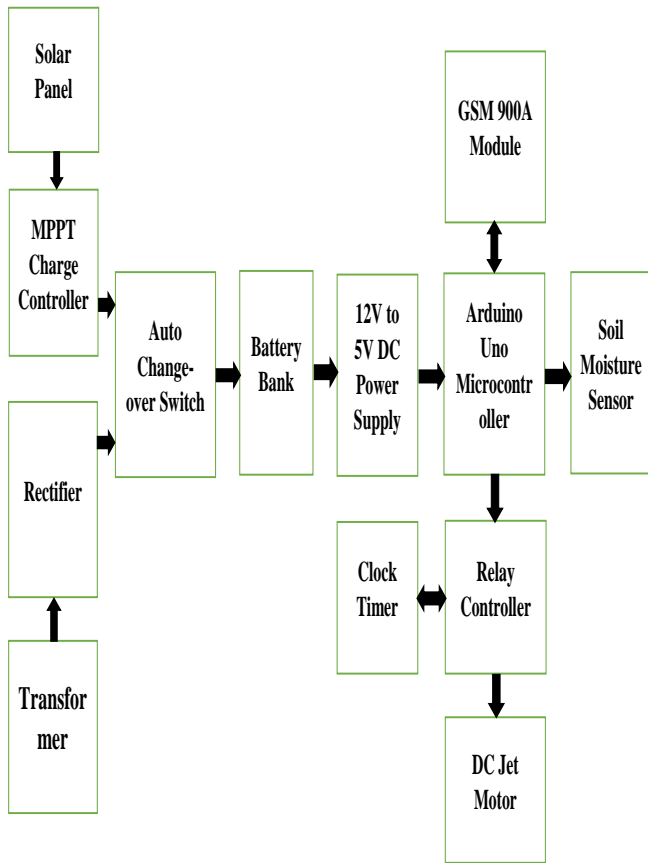 Solar
Panel
GSM 900A
Module
MPPT
Charge
Controller
Auto
Change-
over Switch
Battery
Bank
12V to
5V DC
Power
Supply
Arduino
Uno
Microcontr
oller
Soil
Moisture
Sensor
Rectifier
Clock
Timer
Relay
Controller
Transfor
mer
DC Jet
Motor